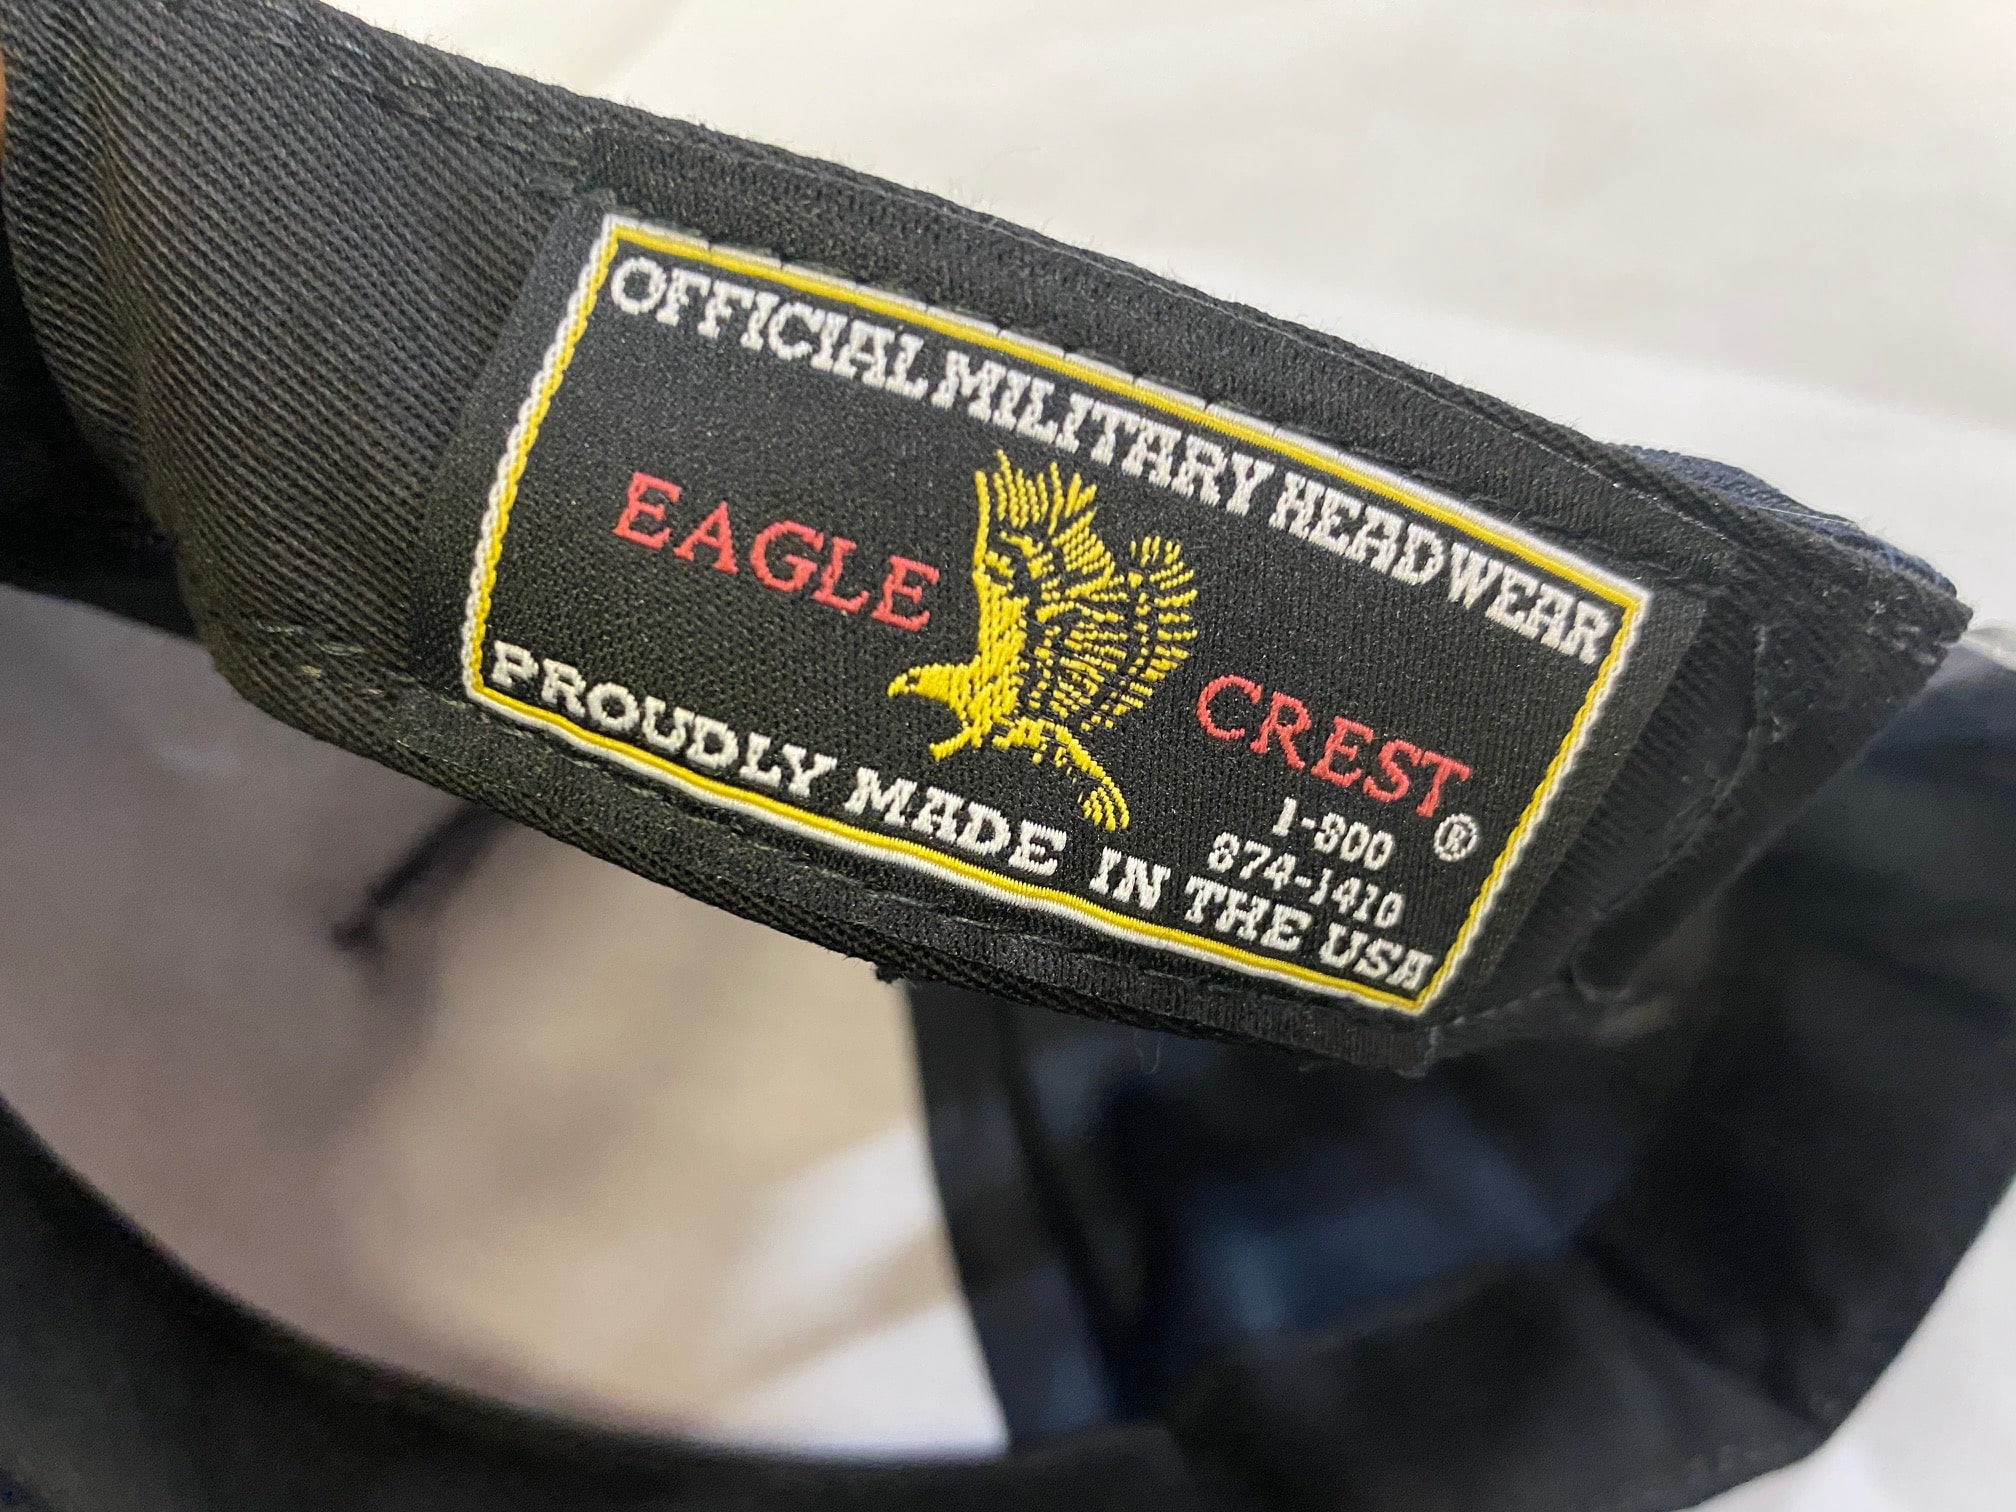 OFFICIAL MILITARY HEADWEAR
EAGLE CREST®
1-800
874-1410
PROUDLY MADE IN THE USA